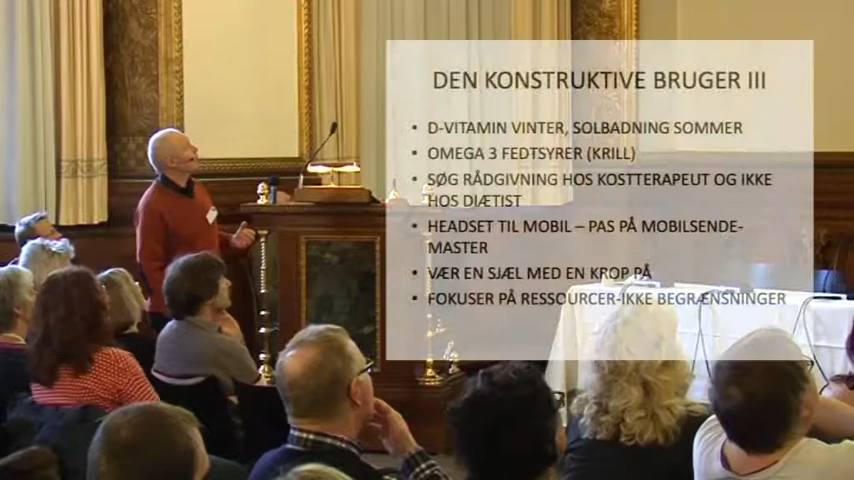 DEN KONSTRUKTIVE BRUGER III
• D-VITAMIN VINTER, SOLBADNING SOMMER
• OMEGA 3 FEDTSYRER (KRILL)
• SØG RÅDGIVNING HOS KOSTTERAPEUT OG IKKE
HOS DIÆTIST
• HEADSET TIL MOBIL – PAS PÅ MOBILSENDE-
MASTER
• VÆR EN SJÆL MED EN KROP PÅ
• FOKUSER PÅ RESSOURCER-IKKE BEGRÆNSNINGER